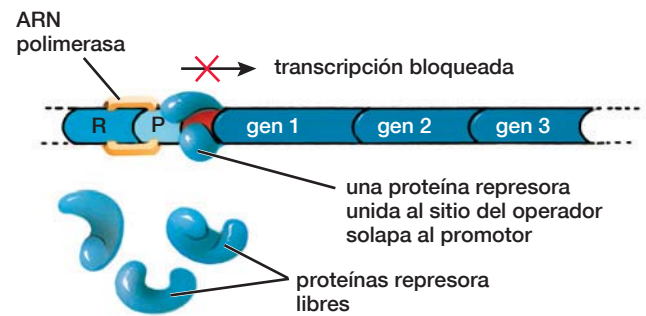 ARN
polimerasa
transcripción bloqueada
R P gen 1 gen 2 gen 3
una proteína represora
unida al sitio del operador
solapa al promotor
proteínas represora
libres